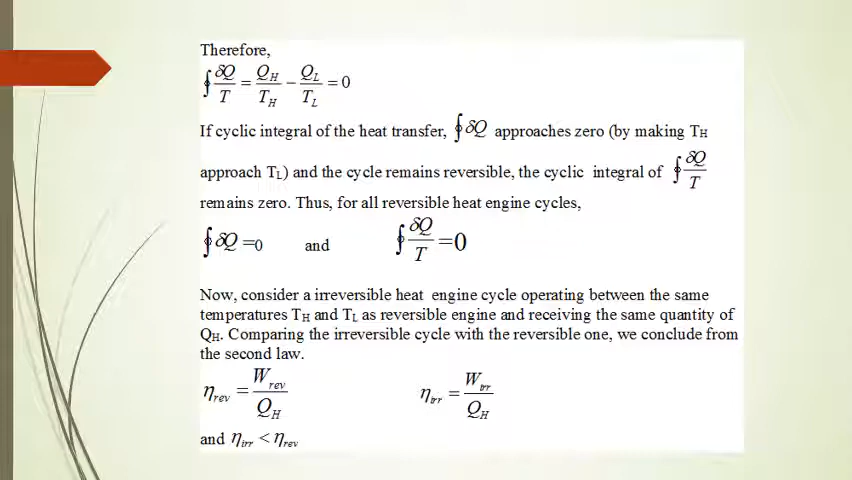 Therefore,
∮ δQ/T = Q_H/T_H − Q_L/T_L = 0
If cyclic integral of the heat transfer, ∮ δQ approaches zero (by making T_H
approach T_L) and the cycle remains reversible, the cyclic integral of ∮ δQ/T
remains zero. Thus, for all reversible heat engine cycles,
∮ δQ =0 and ∮ δQ/T =0
Now, consider a irreversible heat engine cycle operating between the same
temperatures T_H and T_L as reversible engine and receiving the same quantity of
Q_H. Comparing the irreversible cycle with the reversible one, we conclude from
the second law.
η_rev = W_rev/Q_H η_irr = W_irr/Q_H
and η_irr < η_rev